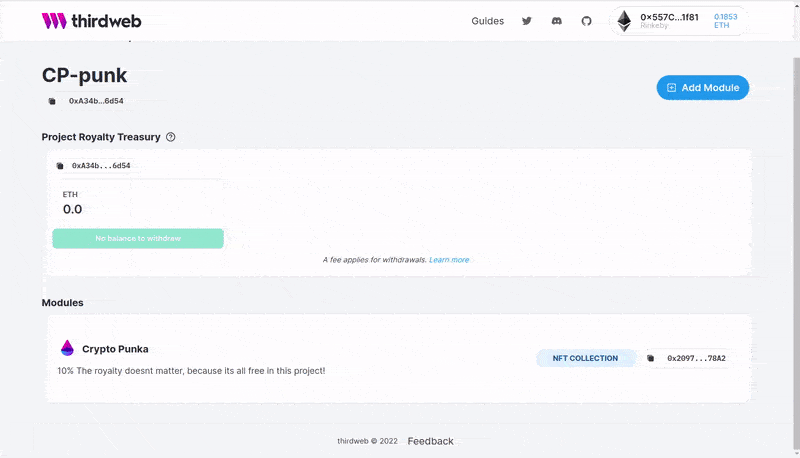 thirdweb
Guides
0x557C...1f81
Rinkeby
0.1853
ETH
CP-punk
0xA34b...6d54
Add Module
Project Royalty Treasury
0xA34b...6d54
ETH
0.0
No balance to withdrew
A fee applies for withdrawals. Learn more.
Modules
Crypto Punka
NFT COLLECTION
0x2097...78A2
10% The royalty doesnt matter, because its all free in this project!
thirdweb © 2022
Feedback